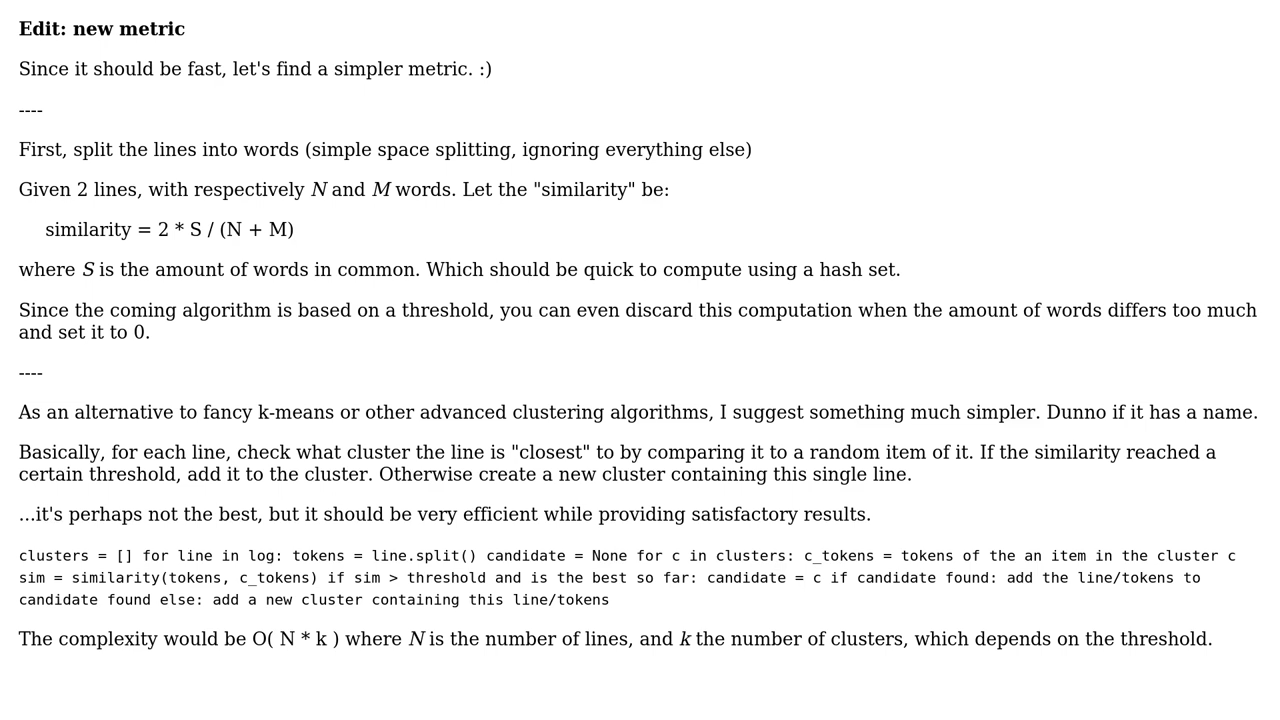 Edit: new metric
Since it should be fast, let's find a simpler metric. :)
----
First, split the lines into words (simple space splitting, ignoring everything else)
Given 2 lines, with respectively N and M words. Let the "similarity" be:
similarity = 2 * S / (N + M)
where S is the amount of words in common. Which should be quick to compute using a hash set.
Since the coming algorithm is based on a threshold, you can even discard this computation when the amount of words differs too much
and set it to 0.
----
As an alternative to fancy k-means or other advanced clustering algorithms, I suggest something much simpler. Dunno if it has a name.
Basically, for each line, check what cluster the line is "closest" to by comparing it to a random item of it. If the similarity reached a
certain threshold, add it to the cluster. Otherwise create a new cluster containing this single line.
...it's perhaps not the best, but it should be very efficient while providing satisfactory results.
clusters = [] for line in log: tokens = line.split() candidate = None for c in clusters: c_tokens = tokens of the an item in the cluster c
sim = similarity(tokens, c_tokens) if sim > threshold and is the best so far: candidate = c if candidate found: add the line/tokens to
candidate found else: add a new cluster containing this line/tokens
The complexity would be O( N * k ) where N is the number of lines, and k the number of clusters, which depends on the threshold.